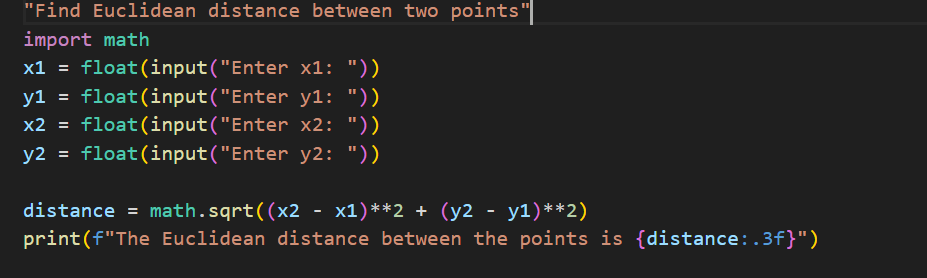 "Find Euclidean distance between two points"
import math
x1 = float(input("Enter x1: "))
y1 = float(input("Enter y1: "))
x2 = float(input("Enter x2: "))
y2 = float(input("Enter y2: "))
distance = math.sqrt((x2 - x1)**2 + (y2 - y1)**2)
print(f"The Euclidean distance between the points is {distance:.3f}")